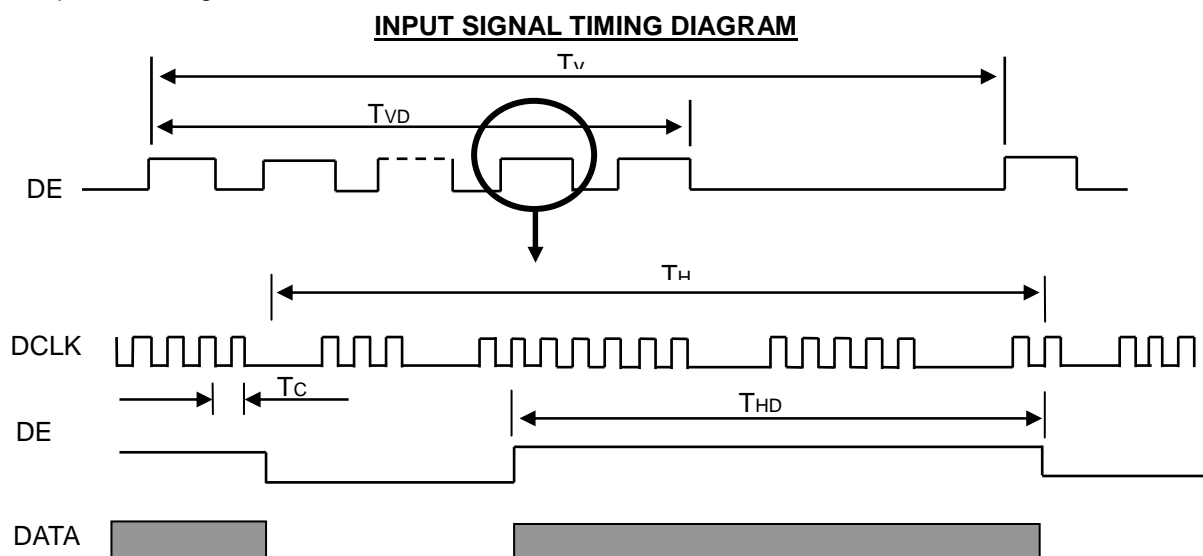 INPUT SIGNAL TIMING DIAGRAM
TV
TVD
DE
TH
DCLK
TC
THD
DE
DATA